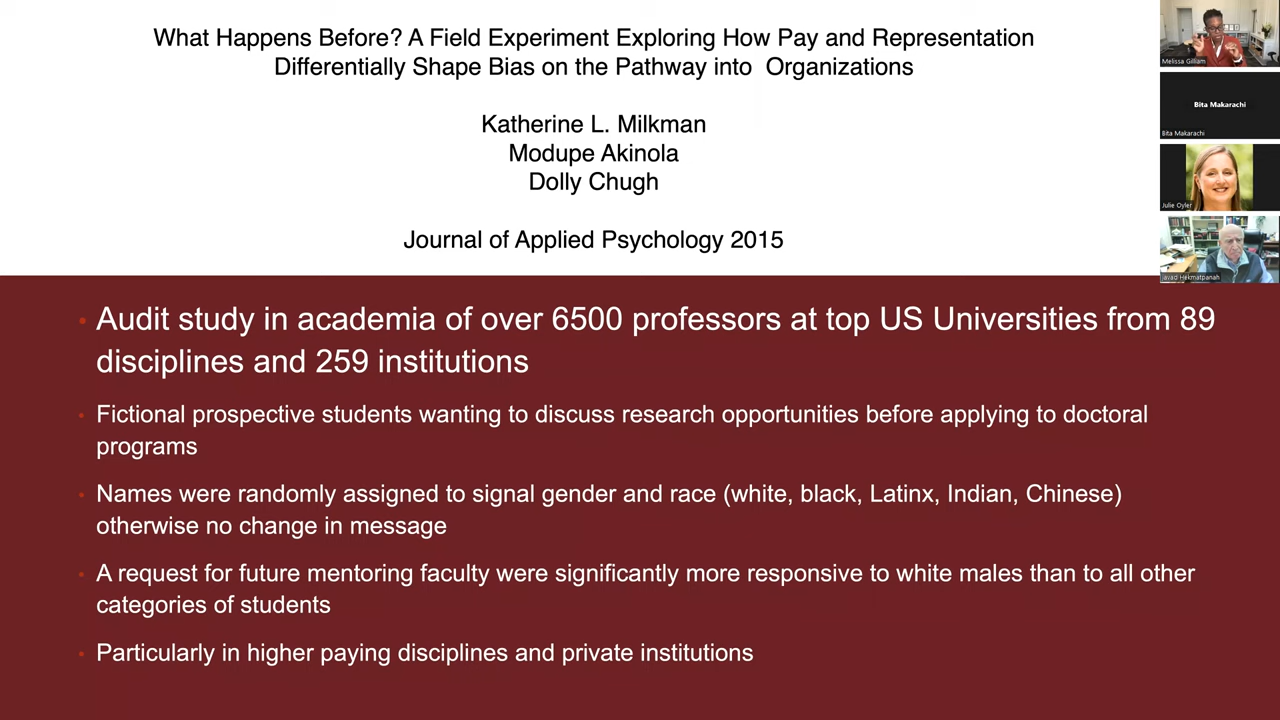 What Happens Before? A Field Experiment Exploring How Pay and Representation
Differentially Shape Bias on the Pathway into Organizations
Katherine L. Milkman
Modupe Akinola
Dolly Chugh
Journal of Applied Psychology 2015
• Audit study in academia of over 6500 professors at top US Universities from 89
disciplines and 259 institutions
• Fictional prospective students wanting to discuss research opportunities before applying to doctoral
programs
• Names were randomly assigned to signal gender and race (white, black, Latinx, Indian, Chinese)
otherwise no change in message
• A request for future mentoring faculty were significantly more responsive to white males than to all other
categories of students
• Particularly in higher paying disciplines and private institutions
Melissa Gilliam
Bita Makarachi
Bita Makarachi
Julie Oyler
Javad Hekmatpanah